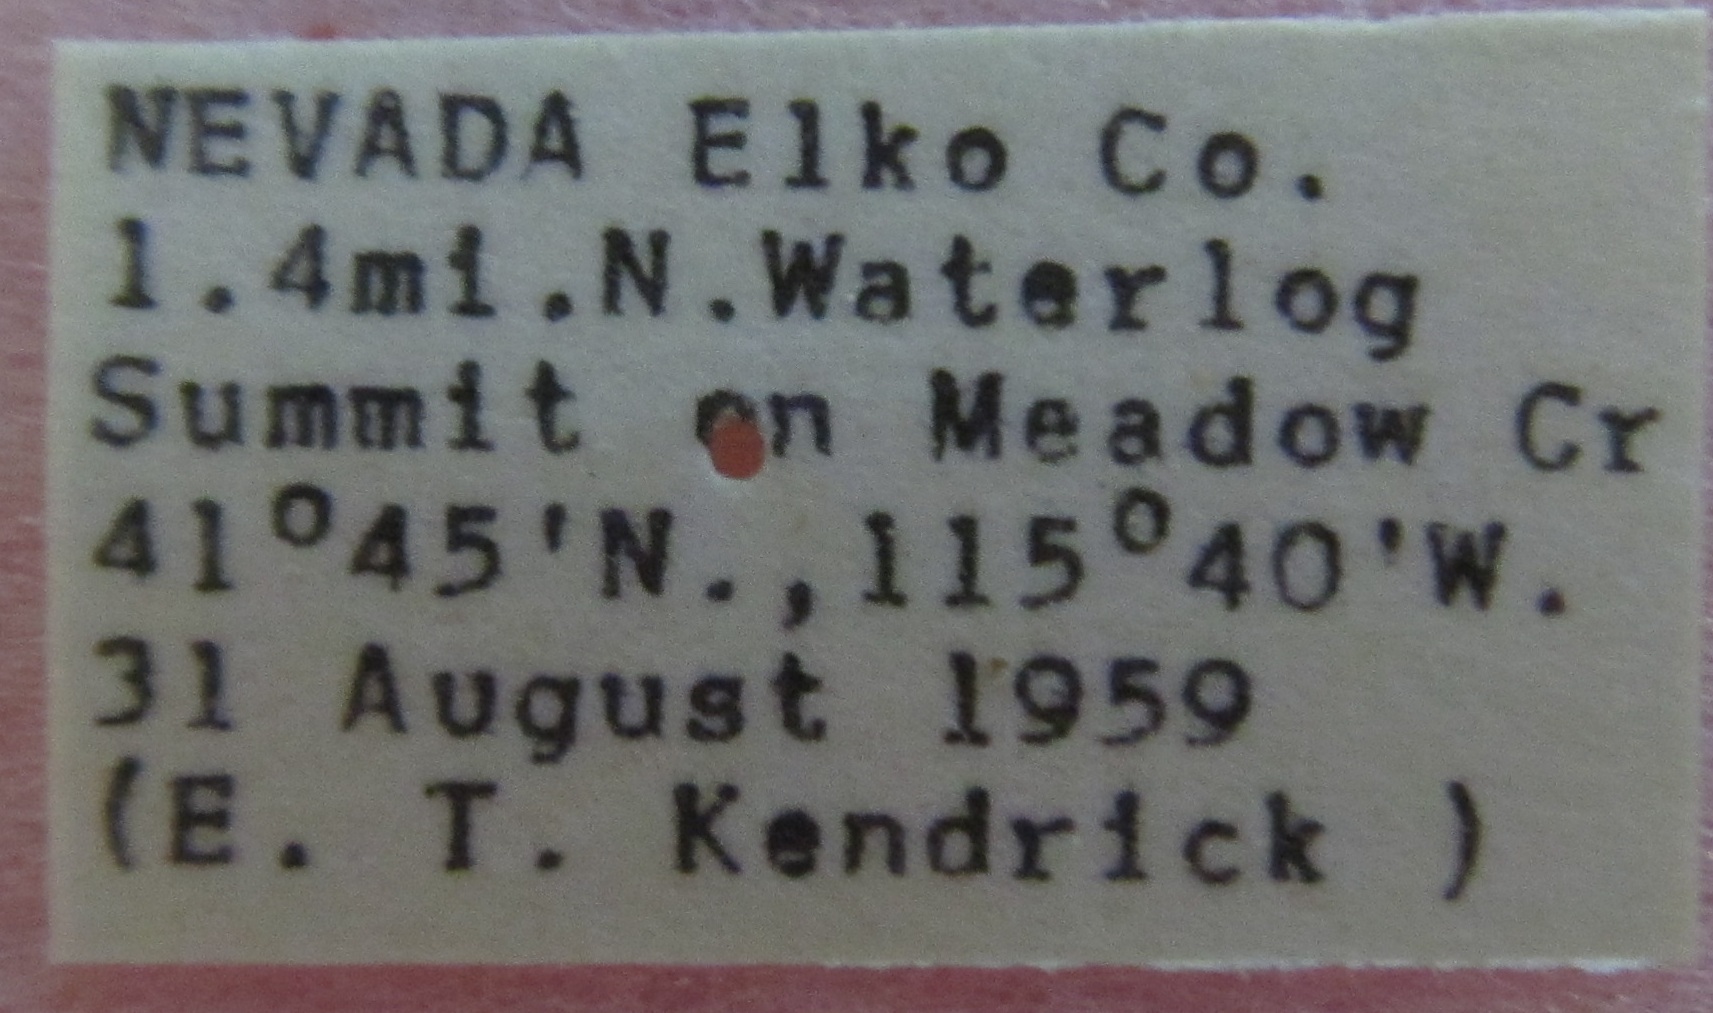 NEVADA Elko Co.
1.4mi.N.Waterlog
Summit on Meadow Cr
41°45'N.,115°40'W.
31 August 1959
(E. T. Kendrick )